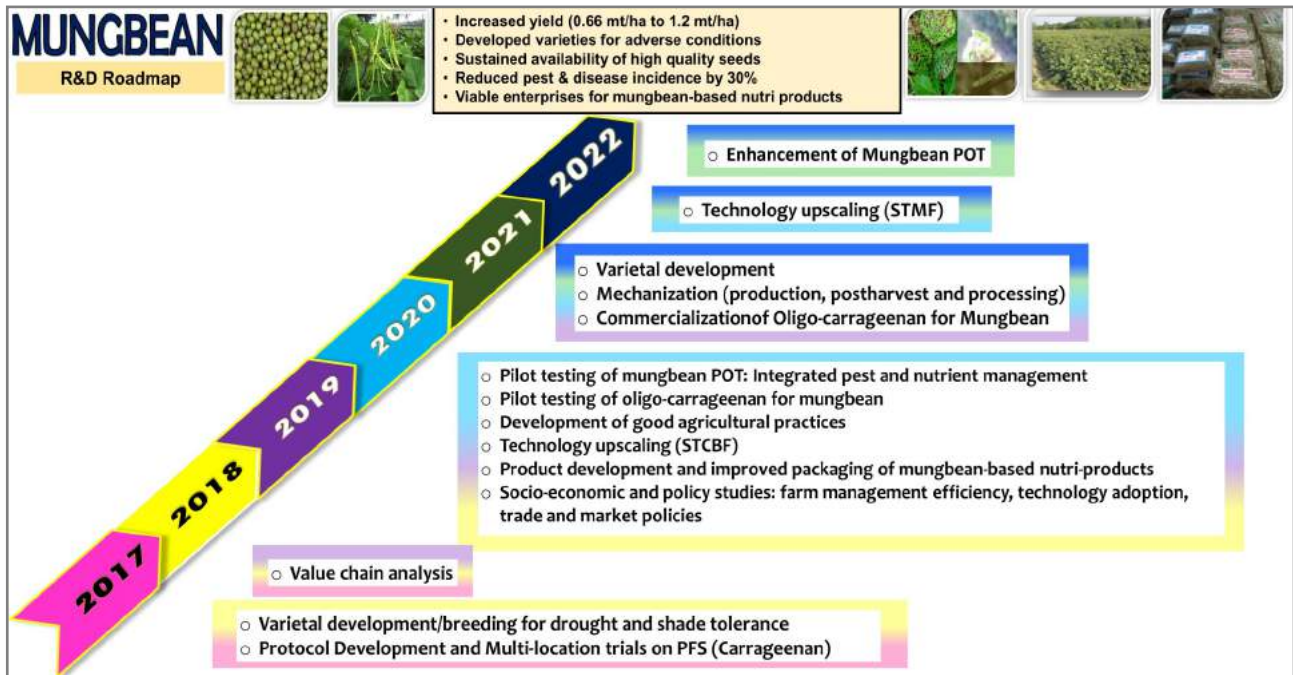 MUNGBEAN
R&D Roadmap
• Increased yield (0.66 mt/ha to 1.2 mt/ha)
• Developed varieties for adverse conditions
• Sustained availability of high quality seeds
• Reduced pest & disease incidence by 30%
• Viable enterprises for mungbean-based nutri products
2022
○ Enhancement of Mungbean POT
2021
○ Technology upscaling (STMF)
2020
○ Varietal development
○ Mechanization (production, postharvest and processing)
○ Commercializationof Oligo-carrageenan for Mungbean
2019
○ Pilot testing of mungbean POT: Integrated pest and nutrient management
○ Pilot testing of oligo-carrageenan for mungbean
○ Development of good agricultural practices
○ Technology upscaling (STCBF)
○ Product development and improved packaging of mungbean-based nutri-products
○ Socio-economic and policy studies: farm management efficiency, technology adoption,
trade and market policies
2018
○ Value chain analysis
2017
○ Varietal development/breeding for drought and shade tolerance
○ Protocol Development and Multi-location trials on PFS (Carrageenan)